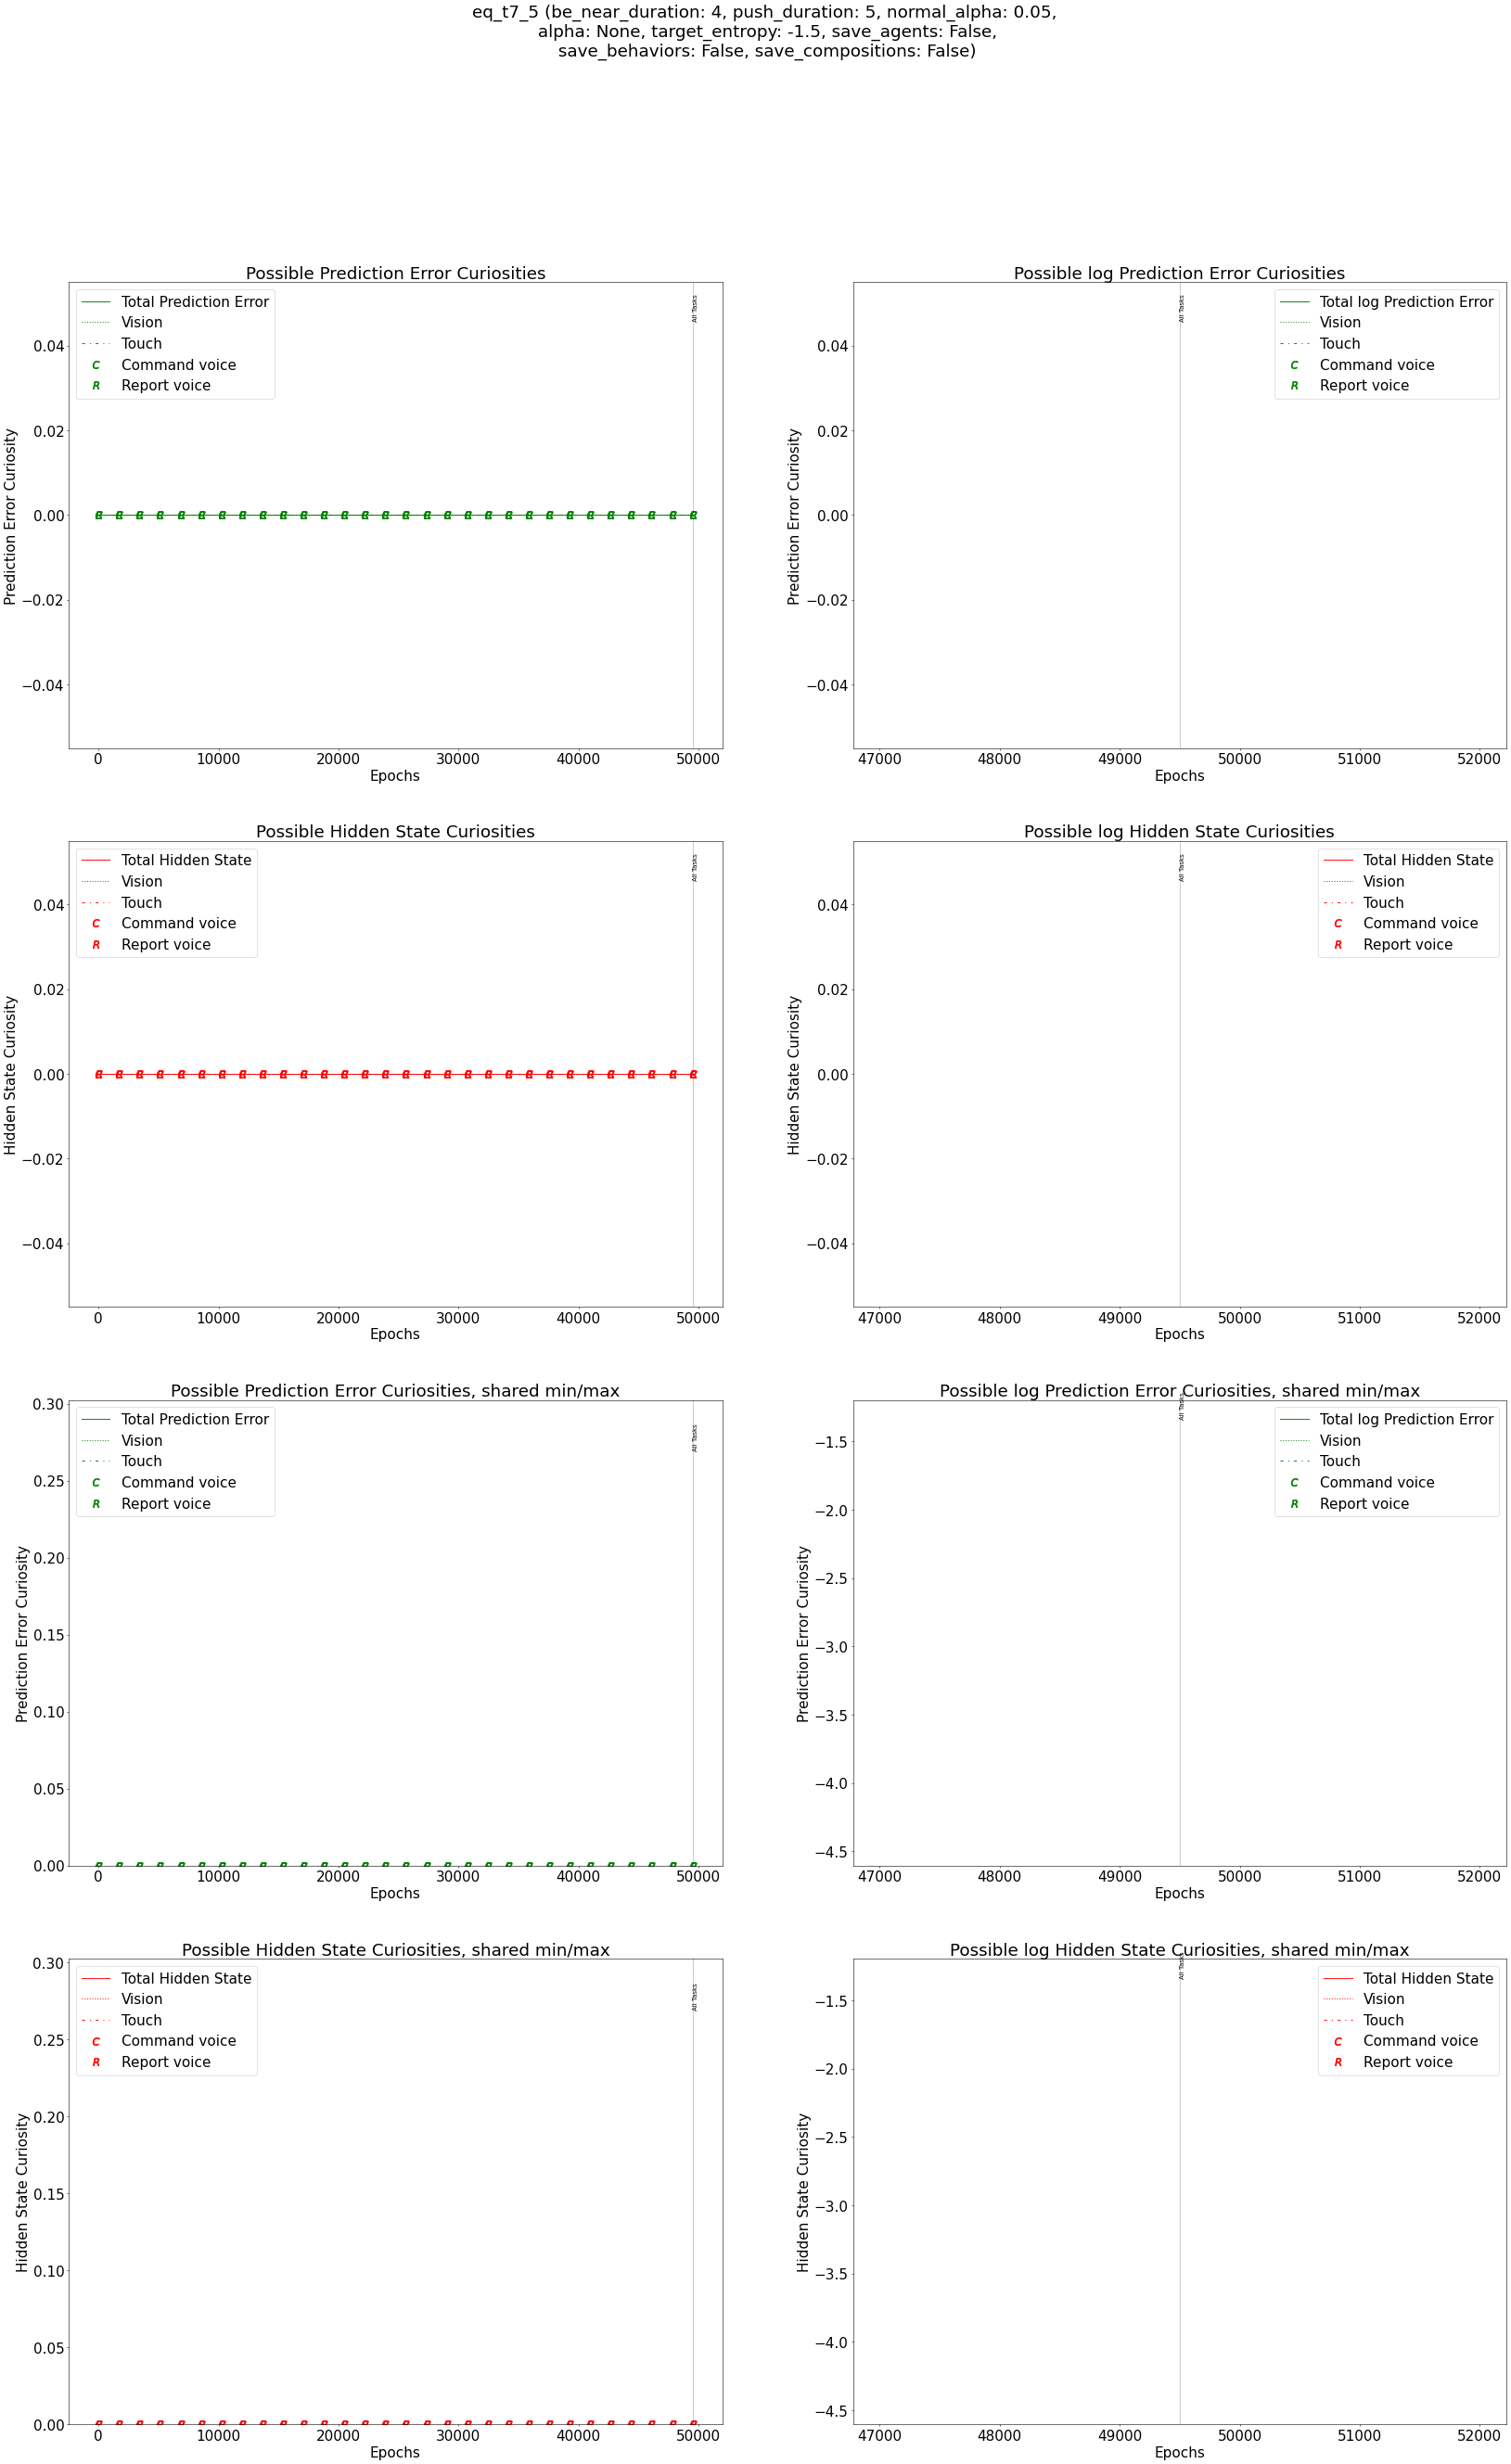 eq_t7_5 (be_near_duration: 4, push_duration: 5, normal_alpha: 0.05,
alpha: None, target_entropy: -1.5, save_agents: False,
save_behaviors: False, save_compositions: False)
Possible Prediction Error Curiosities
Total Prediction Error
Vision
Touch
C Command voice
R Report voice
All Tasks
Prediction Error Curiosity
0.04
0.02
0.00
−0.02
−0.04
0 10000 20000 30000 40000 50000
Epochs
Possible log Prediction Error Curiosities
Total log Prediction Error
Vision
Touch
C Command voice
R Report voice
All Tasks
Prediction Error Curiosity
0.04
0.02
0.00
−0.02
−0.04
47000 48000 49000 50000 51000 52000
Epochs
Possible Hidden State Curiosities
Total Hidden State
Vision
Touch
C Command voice
R Report voice
All Tasks
Hidden State Curiosity
0.04
0.02
0.00
−0.02
−0.04
0 10000 20000 30000 40000 50000
Epochs
Possible log Hidden State Curiosities
Total Hidden State
Vision
Touch
C Command voice
R Report voice
All Tasks
Hidden State Curiosity
0.04
0.02
0.00
−0.02
−0.04
47000 48000 49000 50000 51000 52000
Epochs
Possible Prediction Error Curiosities, shared min/max
Total Prediction Error
Vision
Touch
C Command voice
R Report voice
All Tasks
Prediction Error Curiosity
0.30
0.25
0.20
0.15
0.10
0.05
0.00
0 10000 20000 30000 40000 50000
Epochs
Possible log Prediction Error Curiosities, shared min/max
Total log Prediction Error
Vision
Touch
C Command voice
R Report voice
All Tasks
Prediction Error Curiosity
−1.5
−2.0
−2.5
−3.0
−3.5
−4.0
−4.5
47000 48000 49000 50000 51000 52000
Epochs
Possible Hidden State Curiosities, shared min/max
Total Hidden State
Vision
Touch
C Command voice
R Report voice
All Tasks
Hidden State Curiosity
0.30
0.25
0.20
0.15
0.10
0.05
0.00
0 10000 20000 30000 40000 50000
Epochs
Possible log Hidden State Curiosities, shared min/max
Total Hidden State
Vision
Touch
C Command voice
R Report voice
All Tasks
Hidden State Curiosity
−1.5
−2.0
−2.5
−3.0
−3.5
−4.0
−4.5
47000 48000 49000 50000 51000 52000
Epochs